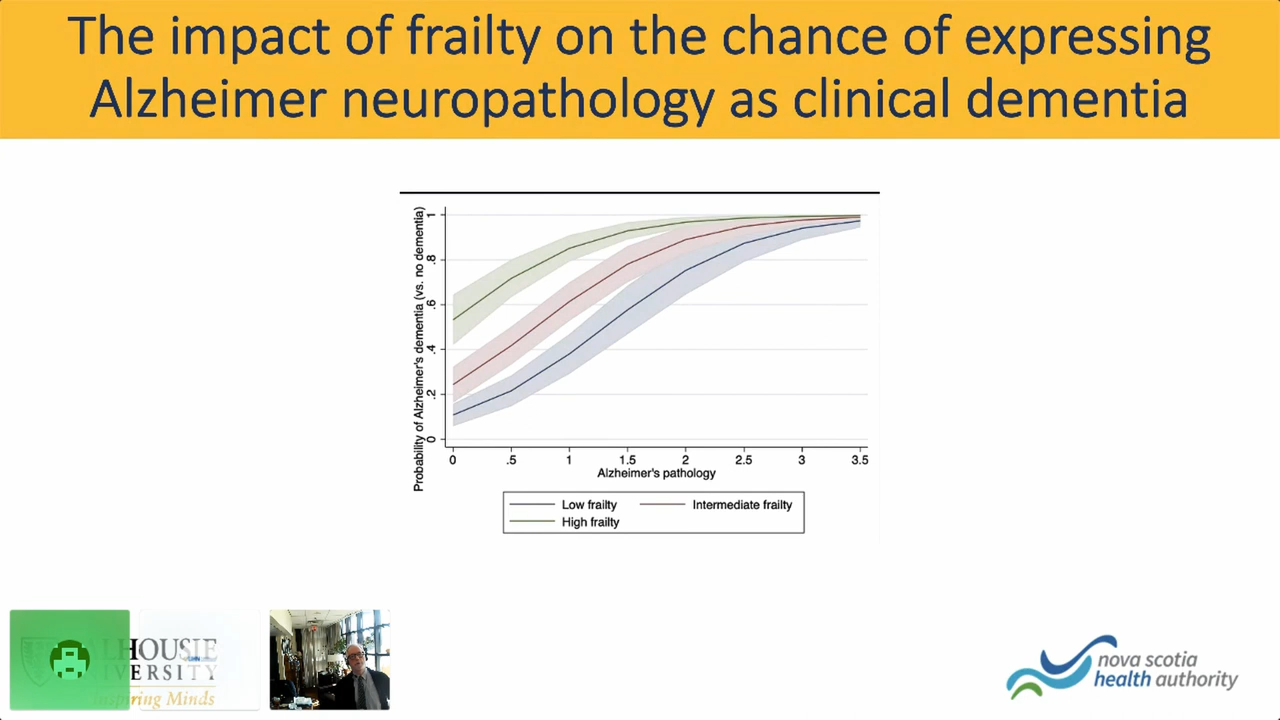 The impact of frailty on the chance of expressing
Alzheimer neuropathology as clinical dementia
Probability of Alzheimer's dementia (vs. no dementia)
1
.8
.6
.4
.2
0
0 .5 1 1.5 2 2.5 3 3.5
Alzheimer's pathology
Low frailty Intermediate frailty
High frailty
Inspiring Minds
nova scotia
health authority